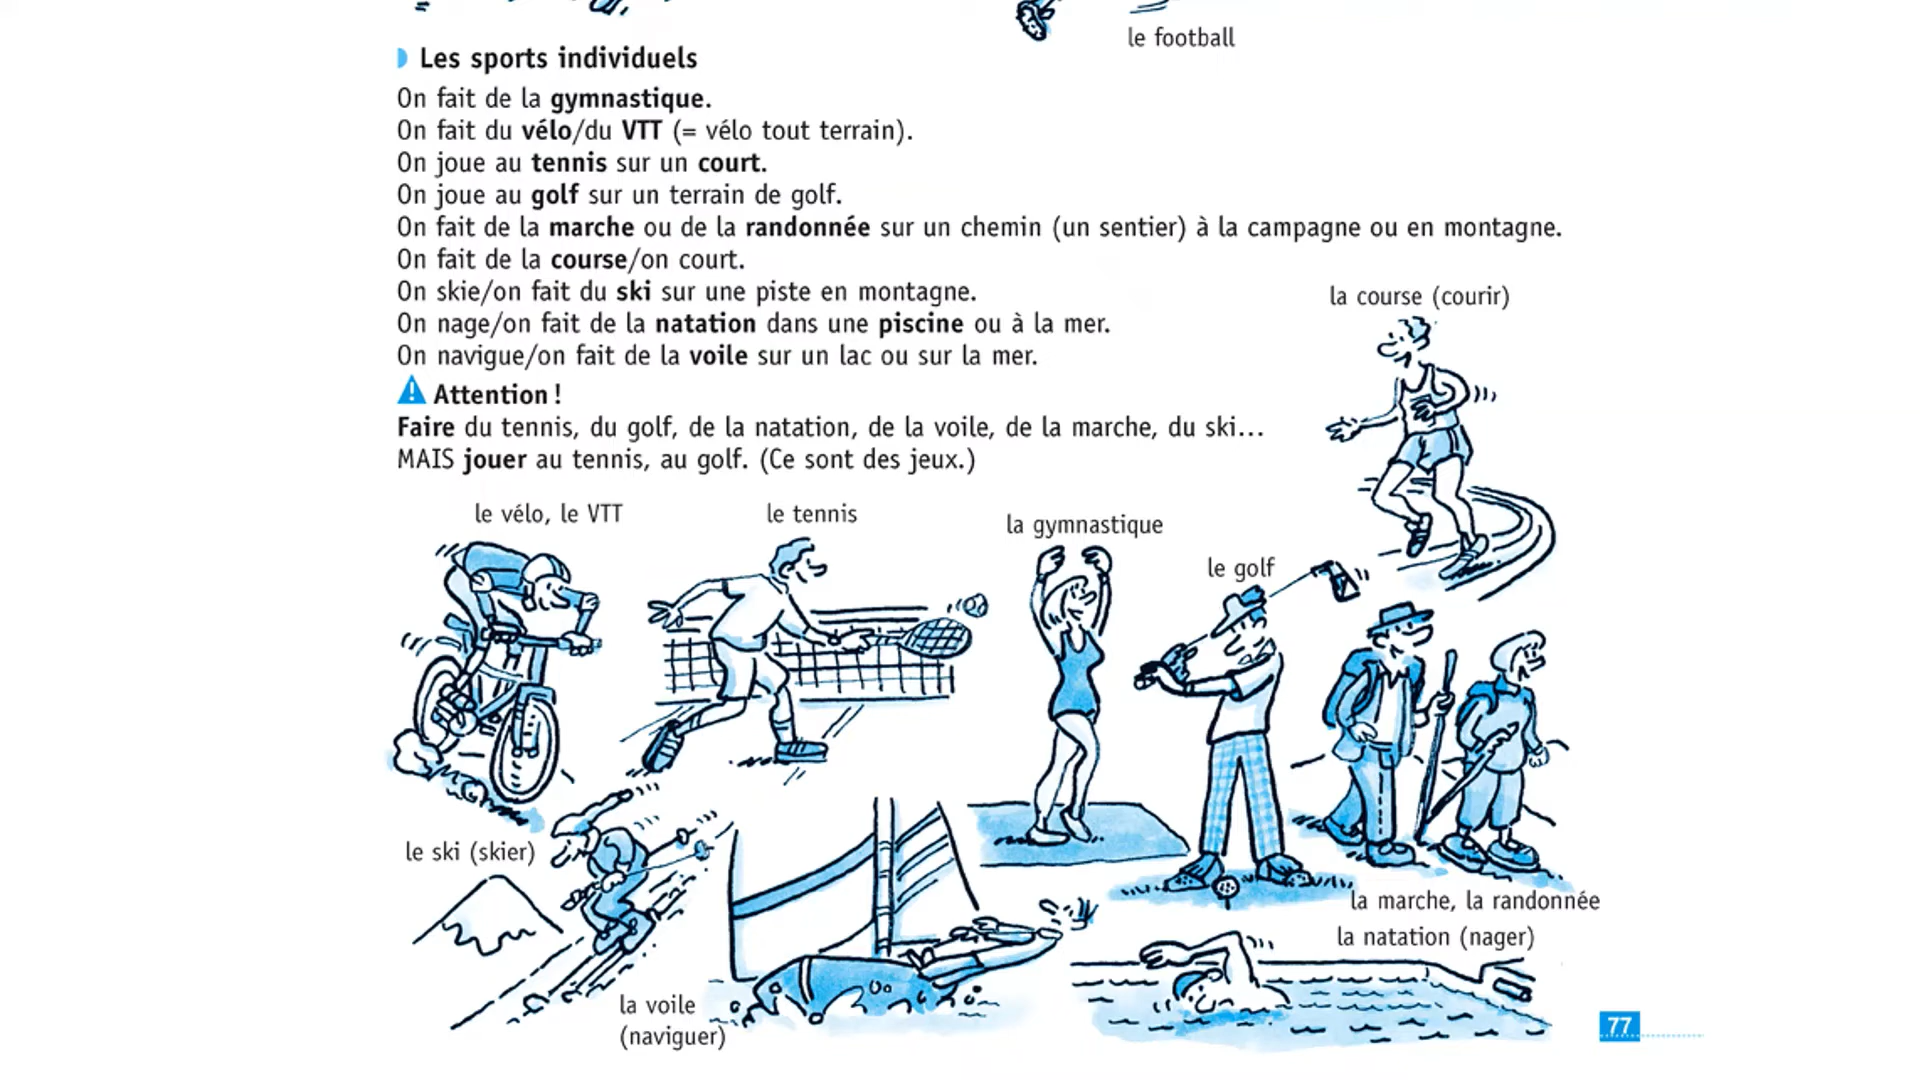 le football
Les sports individuels
On fait de la gymnastique.
On fait du vélo/du VTT (= vélo tout terrain).
On joue au tennis sur un court.
On joue au golf sur un terrain de golf.
On fait de la marche ou de la randonnée sur un chemin (un sentier) à la campagne ou en montagne.
On fait de la course/on court.
On skie/on fait du ski sur une piste en montagne.
On nage/on fait de la natation dans une piscine ou à la mer.
On navigue/on fait de la voile sur un lac ou sur la mer.
Attention !
Faire du tennis, du golf, de la natation, de la voile, de la marche, du ski...
MAIS jouer au tennis, au golf. (Ce sont des jeux.)
la course (courir)
le vélo, le VTT
le tennis
la gymnastique
le golf
le ski (skier)
la marche, la randonnée
la natation (nager)
la voile
(naviguer)
77